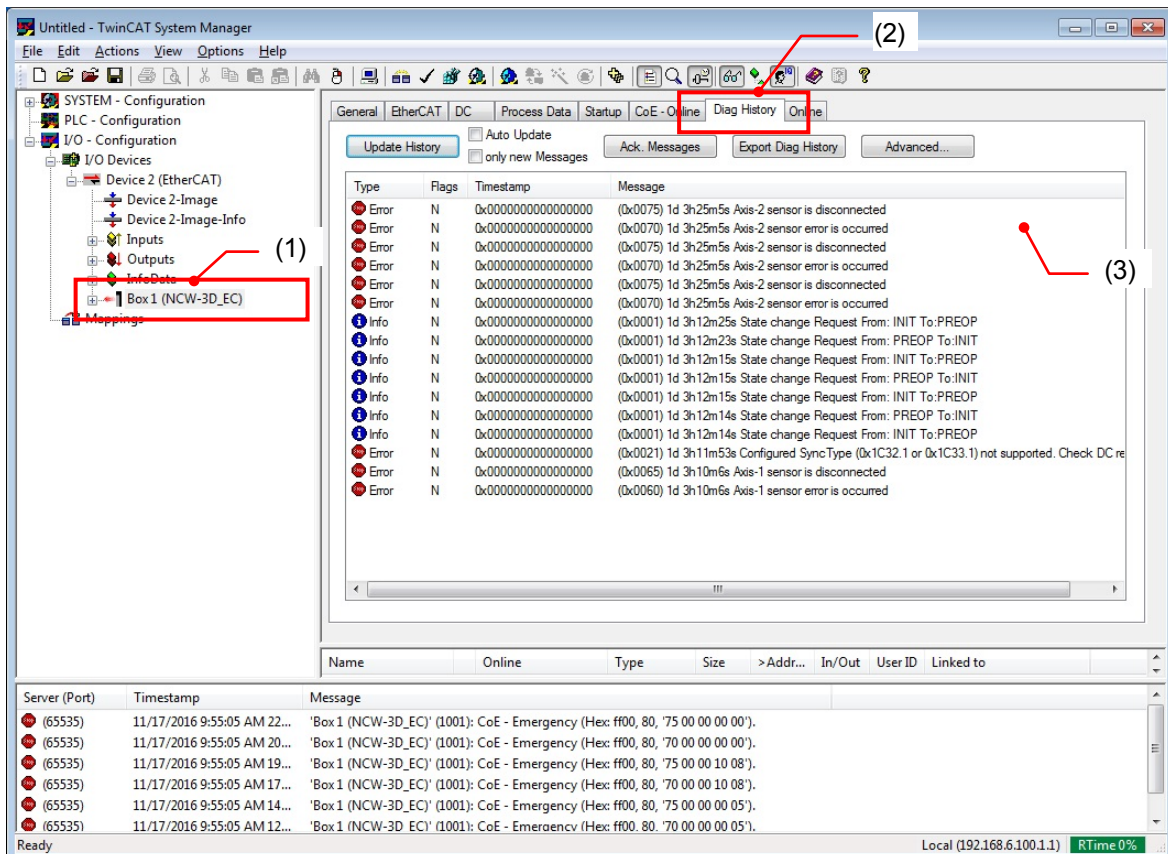 Untitled - TwinCAT System Manager
(2)
File Edit Actions View Options Help
SYSTEM - Configuration
PLC - Configuration
I/O - Configuration
I/O Devices
Device 2 (EtherCAT)
Device 2-Image
Device 2-Image-Info
Inputs
Outputs
InfoData
Box 1 (NCW-3D_EC)
Mappings
(1)
General EtherCAT DC Process Data Startup CoE - Online Diag History Online
Update History Auto Update Ack. Messages Export Diag History Advanced...
only new Messages
Type Flags Timestamp Message
Error N 0x0000000000000000 (0x0075) 1d 3h25m5s Axis-2 sensor is disconnected
Error N 0x0000000000000000 (0x0070) 1d 3h25m5s Axis-2 sensor error is occurred
Error N 0x0000000000000000 (0x0075) 1d 3h25m5s Axis-2 sensor is disconnected
Error N 0x0000000000000000 (0x0070) 1d 3h25m5s Axis-2 sensor error is occurred
Error N 0x0000000000000000 (0x0075) 1d 3h25m5s Axis-2 sensor is disconnected
Error N 0x0000000000000000 (0x0070) 1d 3h25m5s Axis-2 sensor error is occurred
Info N 0x0000000000000000 (0x0001) 1d 3h12m25s State change Request From: INIT To:PREOP
Info N 0x0000000000000000 (0x0001) 1d 3h12m23s State change Request From: PREOP To:INIT
Info N 0x0000000000000000 (0x0001) 1d 3h12m15s State change Request From: INIT To:PREOP
Info N 0x0000000000000000 (0x0001) 1d 3h12m15s State change Request From: PREOP To:INIT
Info N 0x0000000000000000 (0x0001) 1d 3h12m15s State change Request From: INIT To:PREOP
Info N 0x0000000000000000 (0x0001) 1d 3h12m14s State change Request From: PREOP To:INIT
Info N 0x0000000000000000 (0x0001) 1d 3h12m14s State change Request From: INIT To:PREOP
Error N 0x0000000000000000 (0x0021) 1d 3h11m53s Configured SyncType (0x1C32.1 or 0x1C33.1) not supported. Check DC re
Error N 0x0000000000000000 (0x0065) 1d 3h10m6s Axis-1 sensor is disconnected
Error N 0x0000000000000000 (0x0060) 1d 3h10m6s Axis-1 sensor error is occurred
(3)
Name Online Type Size >Addr... In/Out User ID Linked to
Server (Port) Timestamp Message
(65535) 11/17/2016 9:55:05 AM 22... 'Box 1 (NCW-3D_EC)' (1001): CoE - Emergency (Hex: ff00, 80, '75 00 00 00 00').
(65535) 11/17/2016 9:55:05 AM 20... 'Box 1 (NCW-3D_EC)' (1001): CoE - Emergency (Hex: ff00, 80, '70 00 00 00 00').
(65535) 11/17/2016 9:55:05 AM 19... 'Box 1 (NCW-3D_EC)' (1001): CoE - Emergency (Hex: ff00, 80, '75 00 00 10 08').
(65535) 11/17/2016 9:55:05 AM 17... 'Box 1 (NCW-3D_EC)' (1001): CoE - Emergency (Hex: ff00, 80, '70 00 00 10 08').
(65535) 11/17/2016 9:55:05 AM 14... 'Box 1 (NCW-3D_EC)' (1001): CoE - Emergency (Hex: ff00, 80, '75 00 00 00 05').
(65535) 11/17/2016 9:55:05 AM 12... 'Box 1 (NCW-3D_EC)' (1001): CoE - Emergency (Hex: ff00, 80, '70 00 00 00 05').
Ready Local (192.168.6.100.1.1) RTime 0%